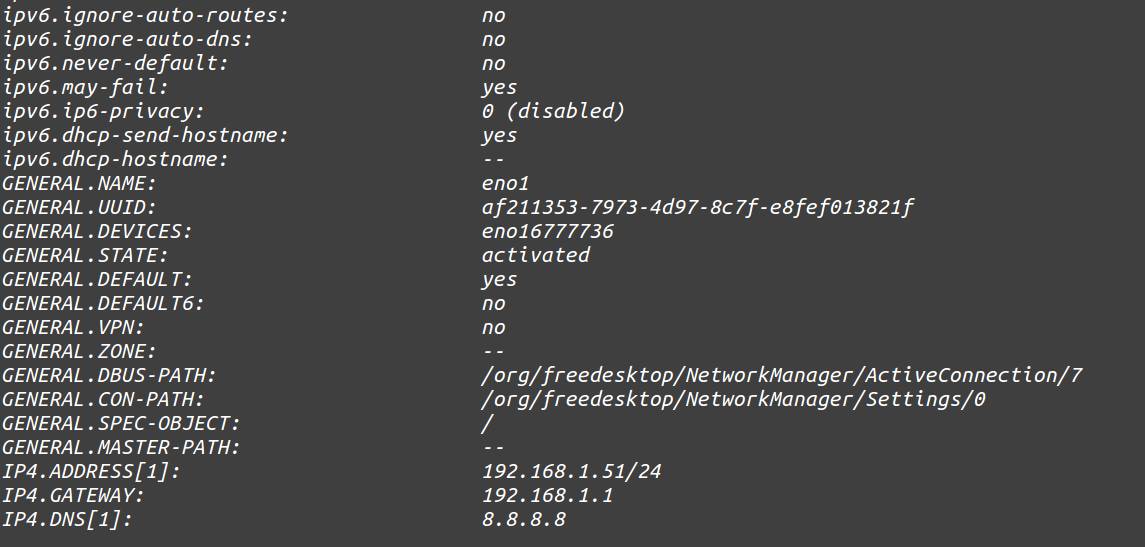 ipv6.ignore-auto-routes: no
ipv6.ignore-auto-dns: no
ipv6.never-default: no
ipv6.may-fail: yes
ipv6.ip6-privacy: 0 (disabled)
ipv6.dhcp-send-hostname: yes
ipv6.dhcp-hostname: --
GENERAL.NAME: eno1
GENERAL.UUID: af211353-7973-4d97-8c7f-e8fef013821f
GENERAL.DEVICES: eno16777736
GENERAL.STATE: activated
GENERAL.DEFAULT: yes
GENERAL.DEFAULT6: no
GENERAL.VPN: no
GENERAL.ZONE: --
GENERAL.DBUS-PATH: /org/freedesktop/NetworkManager/ActiveConnection/7
GENERAL.CON-PATH: /org/freedesktop/NetworkManager/Settings/0
GENERAL.SPEC-OBJECT: /
GENERAL.MASTER-PATH: --
IP4.ADDRESS[1]: 192.168.1.51/24
IP4.GATEWAY: 192.168.1.1
IP4.DNS[1]: 8.8.8.8